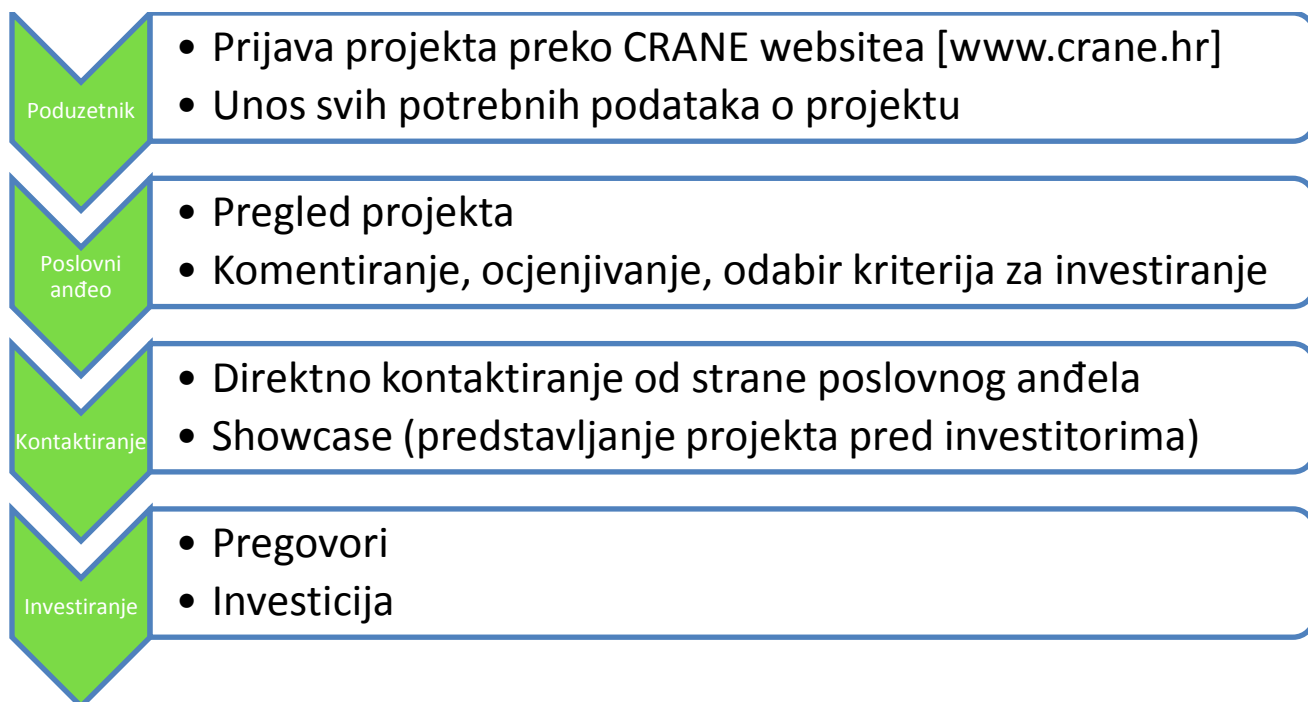 Poduzetnik
• Prijava projekta preko CRANE websitea [www.crane.hr]
• Unos svih potrebnih podataka o projektu
Poslovni
anđeo
• Pregled projekta
• Komentiranje, ocjenjivanje, odabir kriterija za investiranje
Kontaktiranje
• Direktno kontaktiranje od strane poslovnog anđela
• Showcase (predstavljanje projekta pred investitorima)
Investiranje
• Pregovori
• Investicija